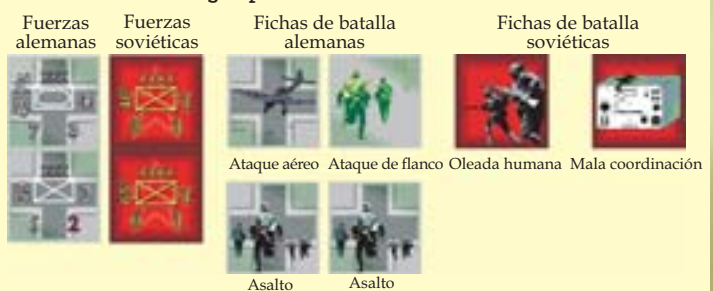 Fuerzas
alemanas
Fuerzas
soviéticas
Fichas de batalla
alemanas
Fichas de batalla
soviéticas
Ataque aéreo
Ataque de flanco
Oleada humana
Mala coordinación
Asalto
Asalto